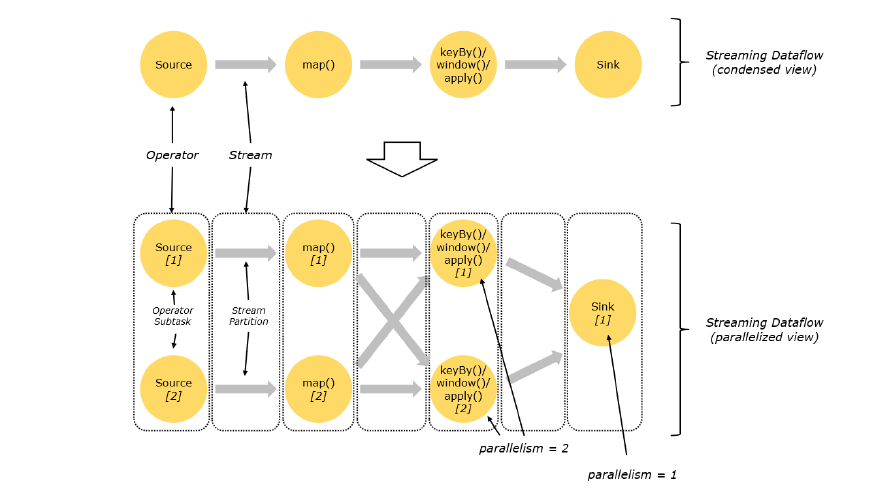 Source
map()
keyBy()/
window()/
apply()
Sink
Streaming Dataflow
(condensed view)
Operator
Stream
Source
[1]
map()
[1]
keyBy()/
window()/
apply()
[1]
Operator
Subtask
Stream
Partition
Sink
[1]
Streaming Dataflow
(parallelized view)
Source
[2]
map()
[2]
keyBy()/
window()/
apply()
[2]
parallelism = 2
parallelism = 1